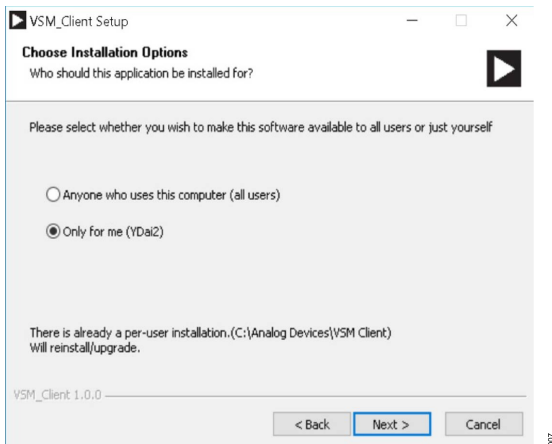 VSM_Client Setup
Choose Installation Options
Who should this application be installed for?
Please select whether you wish to make this software available to all users or just yourself
Anyone who uses this computer (all users)
Only for me (YDai2)
There is already a per-user installation.(C:\Analog Devices\VSM Client)
Will reinstall/upgrade.
VSM_Client 1.0.0
< Back Next > Cancel